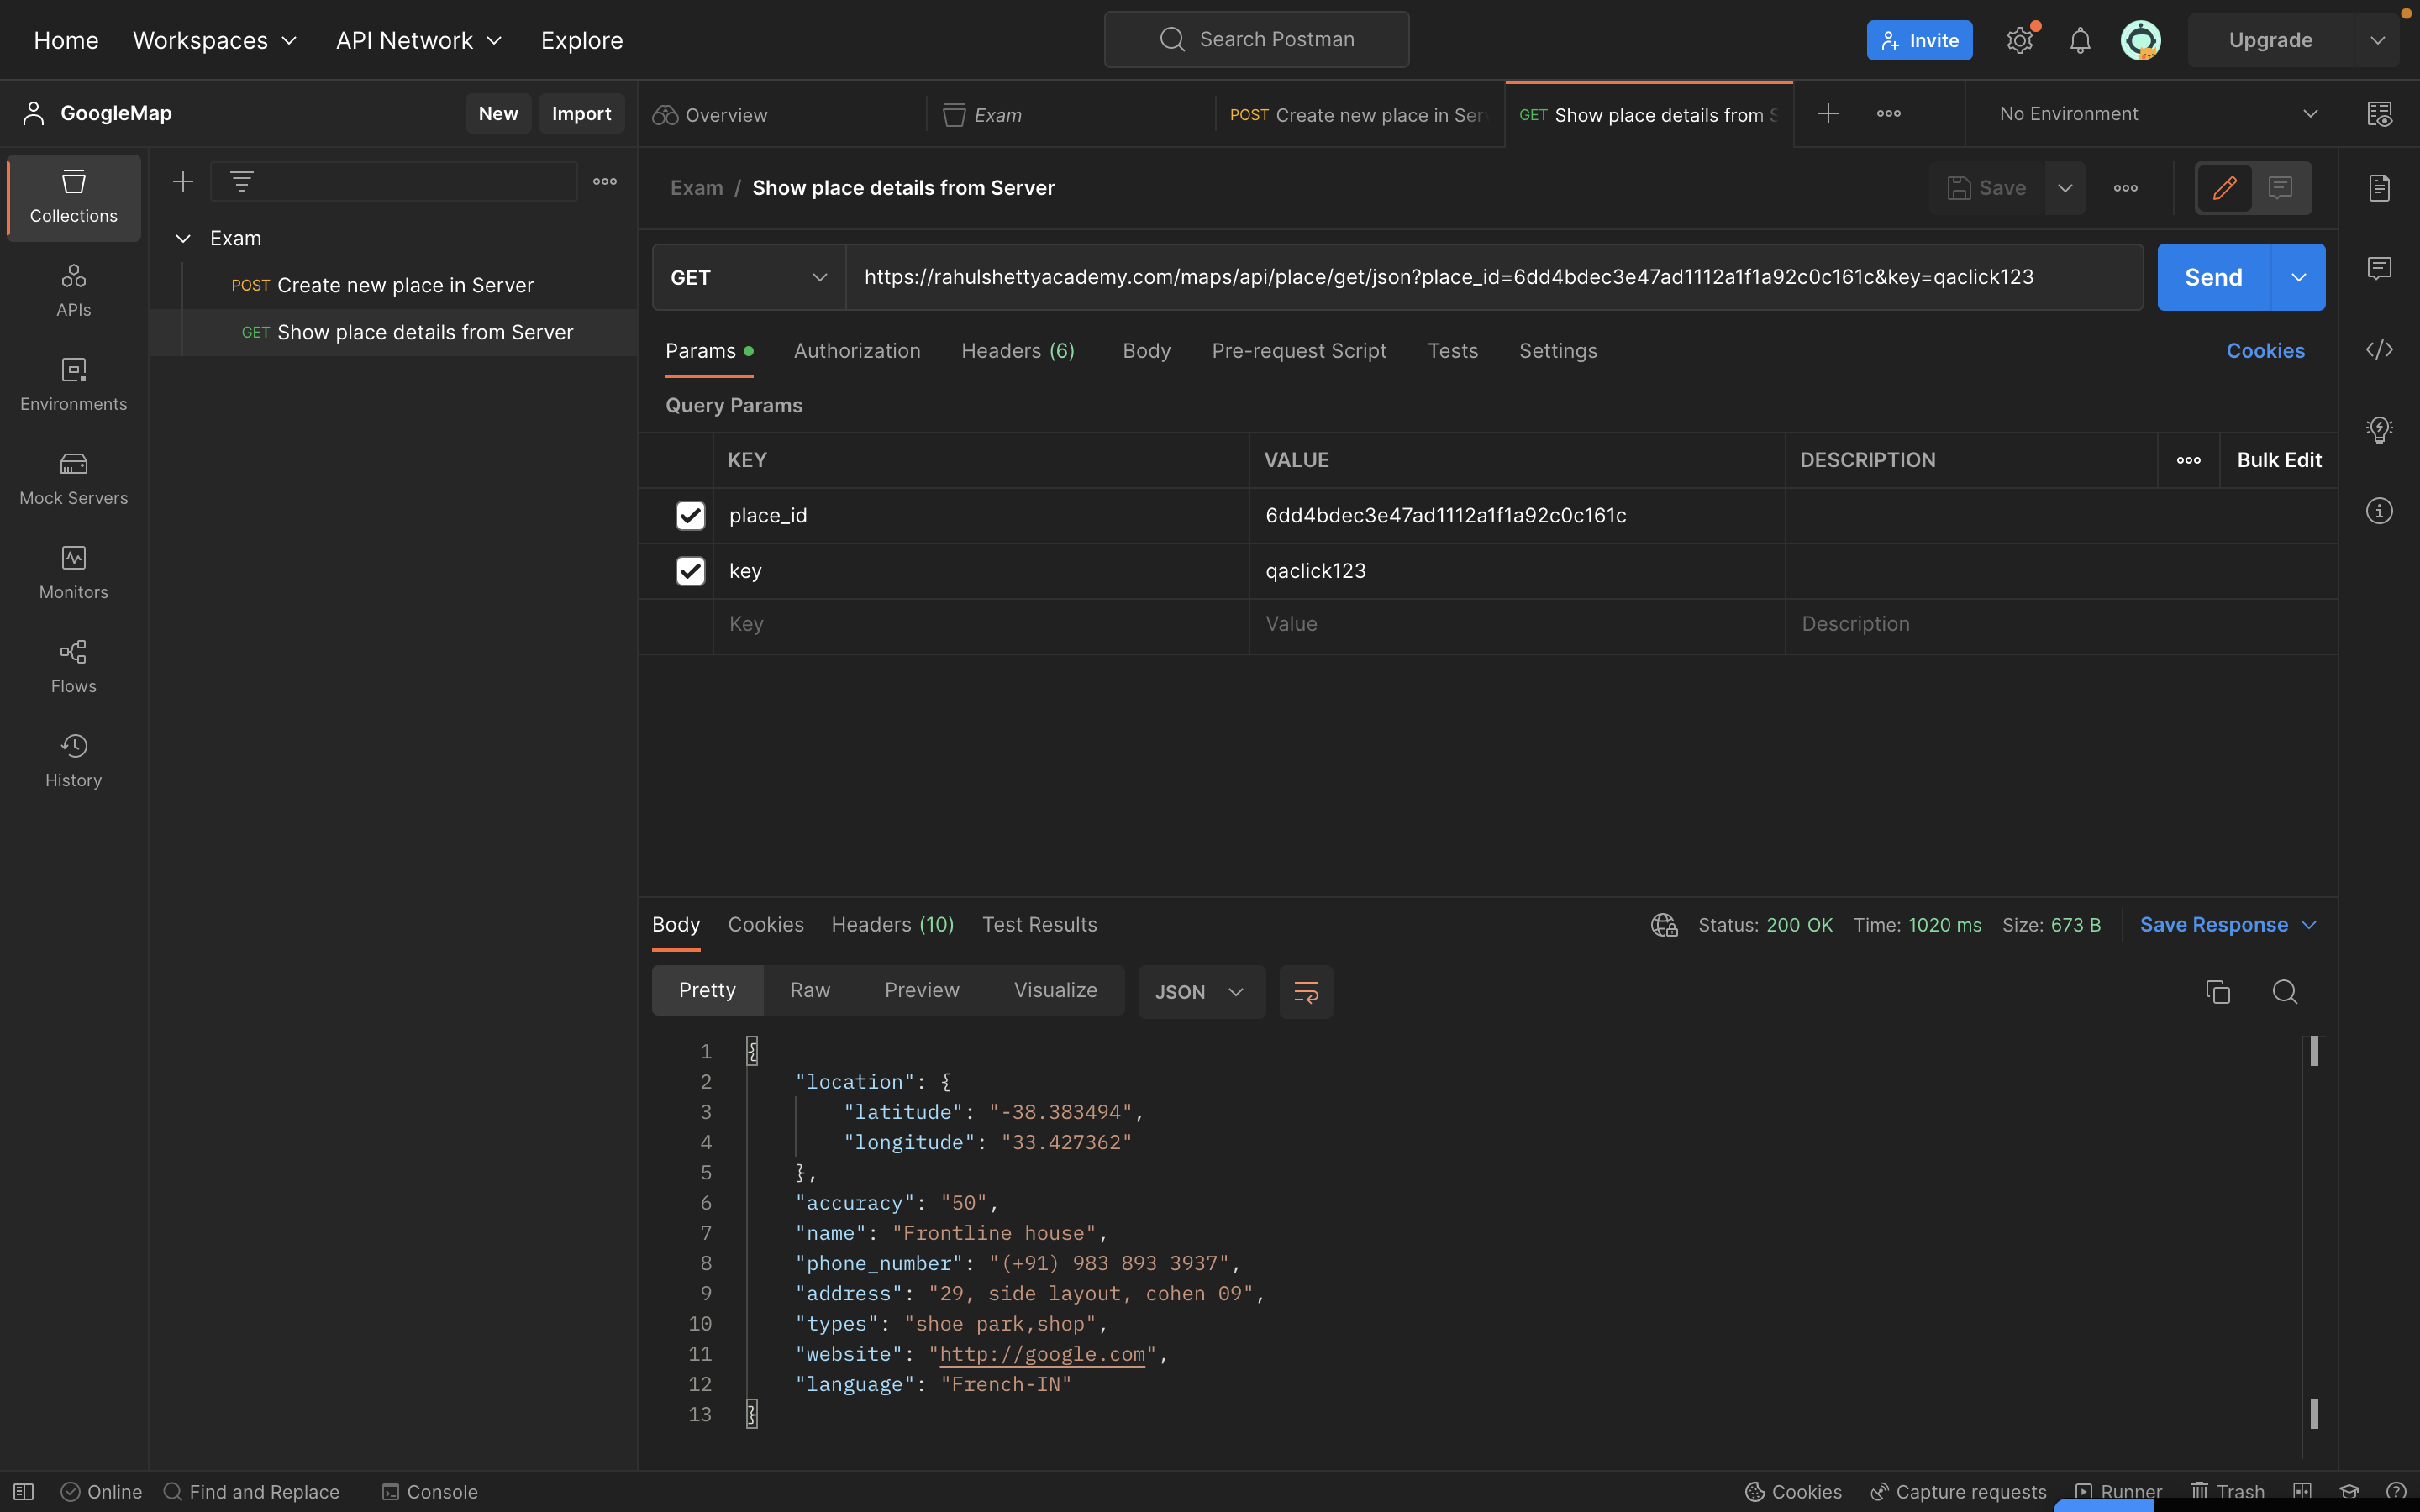 Home Workspaces API Network Explore Search Postman Invite Upgrade
GoogleMap New Import
Overview Exam POST Create new place in Ser GET Show place details from No Environment
Collections
APIs
Environments
Mock Servers
Monitors
Flows
History
Exam
POST Create new place in Server
GET Show place details from Server
Exam / Show place details from Server Save
GET https://rahulshettyacademy.com/maps/api/place/get/json?place_id=6dd4bdec3e47ad1112a1f1a92c0c161c&key=qaclick123 Send
Params Authorization Headers (6) Body Pre-request Script Tests Settings Cookies
Query Params
KEY VALUE DESCRIPTION Bulk Edit
place_id 6dd4bdec3e47ad1112a1f1a92c0c161c
key qaclick123
Key Value Description
Body Cookies Headers (10) Test Results Status: 200 OK Time: 1020 ms Size: 673 B Save Response
Pretty Raw Preview Visualize JSON
1 {
2 "location": {
3 "latitude": "-38.383494",
4 "longitude": "33.427362"
5 },
6 "accuracy": "50",
7 "name": "Frontline house",
8 "phone_number": "(+91) 983 893 3937",
9 "address": "29, side layout, cohen 09",
10 "types": "shoe park,shop",
11 "website": "http://google.com",
12 "language": "French-IN"
13 }
Online Find and Replace Console Cookies Capture requests Runner Trash